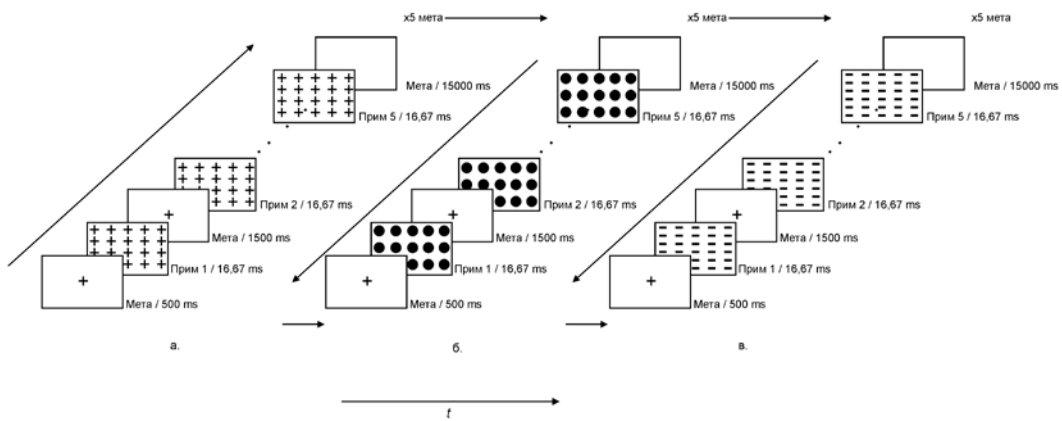 x5 мета
x5 мета
x5 мета
Мета / 15000 ms
Мета / 15000 ms
Мета / 15000 ms
Прим 5 / 16,67 ms
Прим 5 / 16,67 ms
Прим 5 / 16,67 ms
Прим 2 / 16,67 ms
Прим 2 / 16,67 ms
Прим 2 / 16,67 ms
Мета / 1500 ms
Мета / 1500 ms
Мета / 1500 ms
Прим 1 / 16,67 ms
Прим 1 / 16,67 ms
Прим 1 / 16,67 ms
Мета / 500 ms
Мета / 500 ms
Мета / 500 ms
а.
б.
в.
t